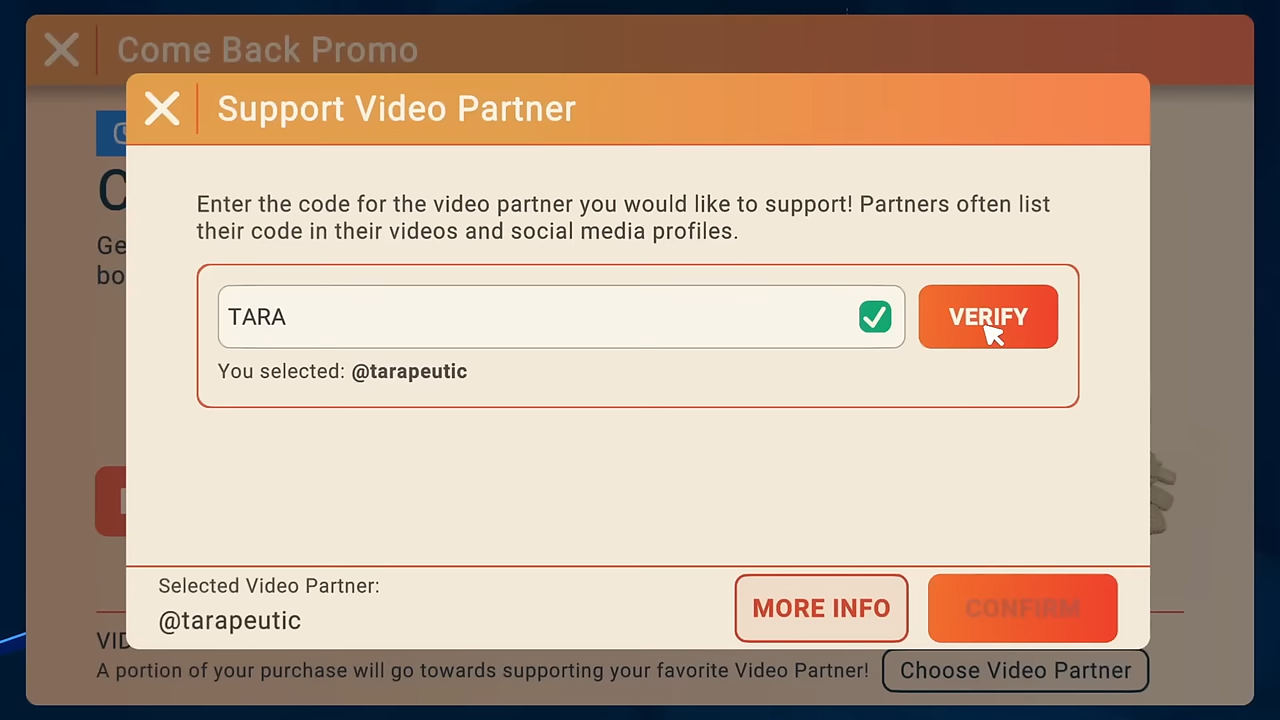 Come Back Promo
Support Video Partner
Enter the code for the video partner you would like to support! Partners often list
their code in their videos and social media profiles.
TARA
VERIFY
You selected: @tarapeutic
Selected Video Partner:
@tarapeutic
MORE INFO
CONFIRM
A portion of your purchase will go towards supporting your favorite Video Partner!
Choose Video Partner